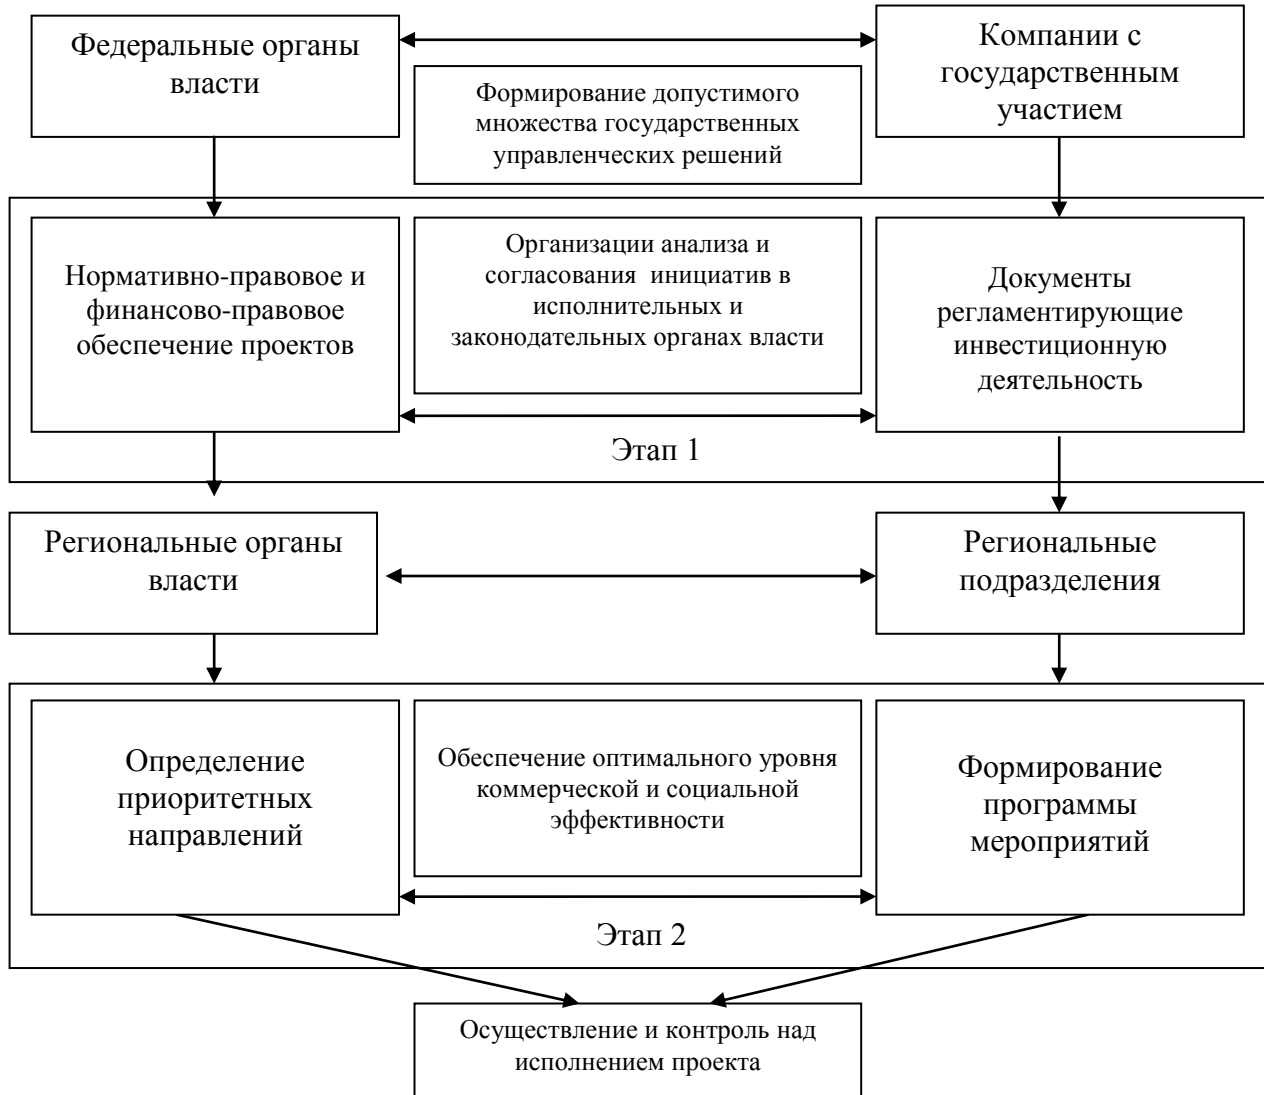 Федеральные органы
власти
Компании с
государственным
участием
Формирование допустимого
множества государственных
управленческих решений
Нормативно-правовое и
финансово-правовое
обеспечение проектов
Организации анализа и
согласования  инициатив в
исполнительных и
законодательных органах власти
Документы
регламентирующие
инвестиционную
деятельность
Этап 1
Региональные органы
власти
Региональные
подразделения
Определение
приоритетных
направлений
Обеспечение оптимального уровня
коммерческой и социальной
эффективности
Формирование
программы
мероприятий
Этап 2
Осуществление и контроль над
исполнением проекта